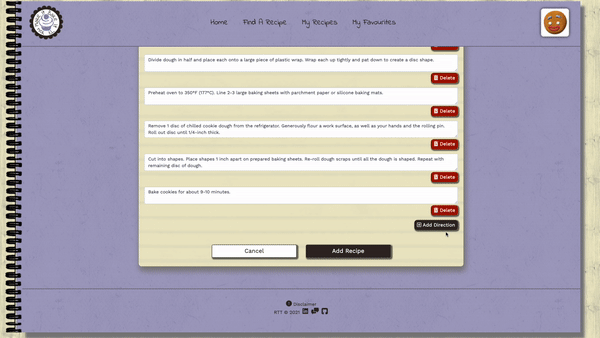 Home Find A Recipe My Recipes My Favourites
Divide dough in half and place each onto a large piece of plastic wrap. Wrap each up tightly and pat down to create a disc shape.
Delete
Preheat oven to 350ºF (177ºC). Line 2-3 large baking sheets with parchment paper or silicone baking mats.
Delete
Remove 1 disc of chilled cookie dough from the refrigerator. Generously flour a work surface, as well as your hands and the rolling pin.
Roll out disc until 1/4-inch thick.
Delete
Cut into shapes. Place shapes 1 inch apart on prepared baking sheets. Re-roll dough scraps until all the dough is shaped. Repeat with
remaining disc of dough.
Delete
Bake cookies for about 9-10 minutes.
Delete
Add Direction
Cancel Add Recipe
Disclaimer
RTT © 2021